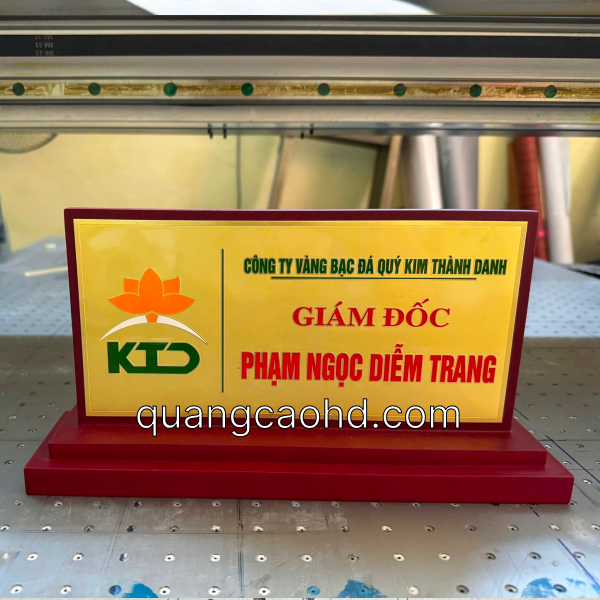 CÔNG TY VÀNG BẠC ĐÁ QUÝ KIM THÀNH DANH
GIÁM ĐỐC
KTD
PHẠM NGỌC DIỄM TRANG
quangcaohd.com